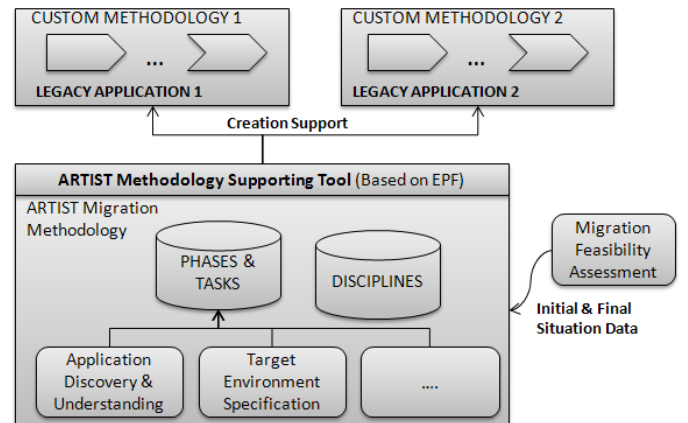 CUSTOM METHODOLOGY 1
...
LEGACY APPLICATION 1
CUSTOM METHODOLOGY 2
...
LEGACY APPLICATION 2
Creation Support
ARTIST Methodology Supporting Tool (Based on EPF)
ARTIST Migration
Methodology
PHASES &
TASKS
DISCIPLINES
Migration
Feasibility
Assessment
Initial & Final
Situation Data
Application
Discovery &
Understanding
Target
Environment
Specification
....